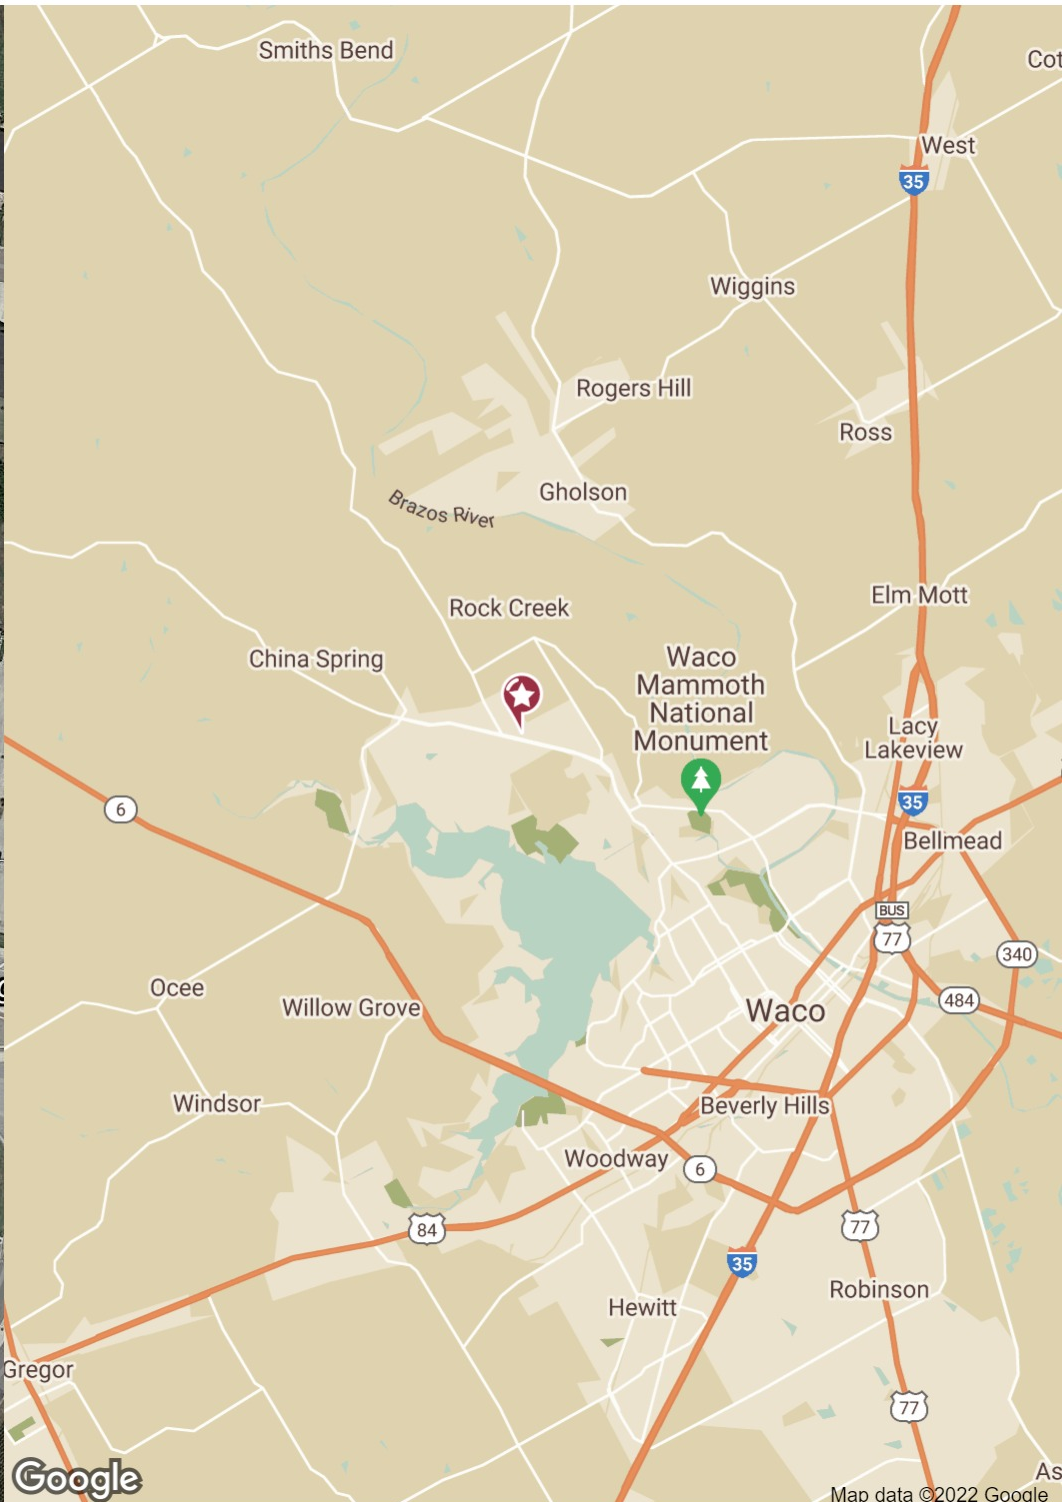 Smiths Bend
Cot
West
35
Wiggins
Rogers Hill
Ross
Gholson
Brazos River
Elm Mott
Rock Creek
China Spring
Waco
Mammoth
National
Monument
Lacy
Lakeview
6
35
Bellmead
BUS
77
340
Ocee
Willow Grove
Waco
484
Windsor
Beverly Hills
Woodway
6
84
77
35
Robinson
Hewitt
Gregor
77
As
Google
Map data ©2022 Google